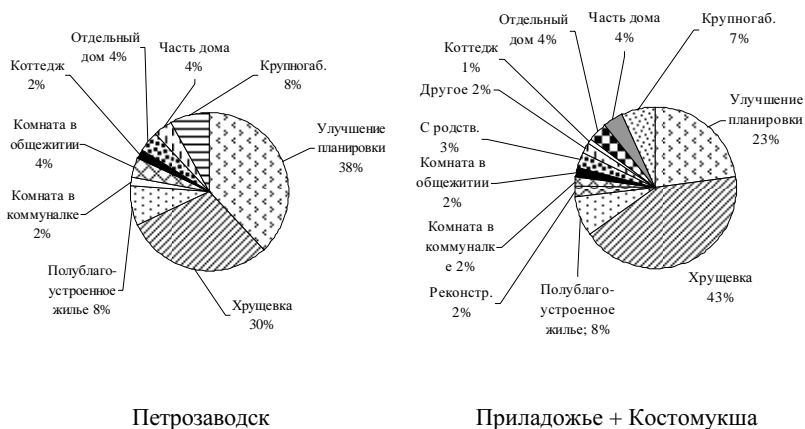 Отдельный
дом 4%
Часть дома
4%
Крупногаб.
8%
Коттедж
2%
Улучшение
планировки
38%
Комната в
общежитии
4%
Комната в
коммуналке
2%
Полублаго-
устроенное
жилье 8%
Хрущевка
30%
Петрозаводск
Отдельный
дом 4%
Часть дома
4%
Крупногаб.
7%
Коттедж
1%
Другое 2%
Улучшение
планировки
23%
С родств.
3%
Комната в
общежитии
2%
Комната в
коммуналк
е 2%
Реконстр.
2%
Полублаго-
устроенное
жилье; 8%
Хрущевка
43%
Приладожье + Костомукша